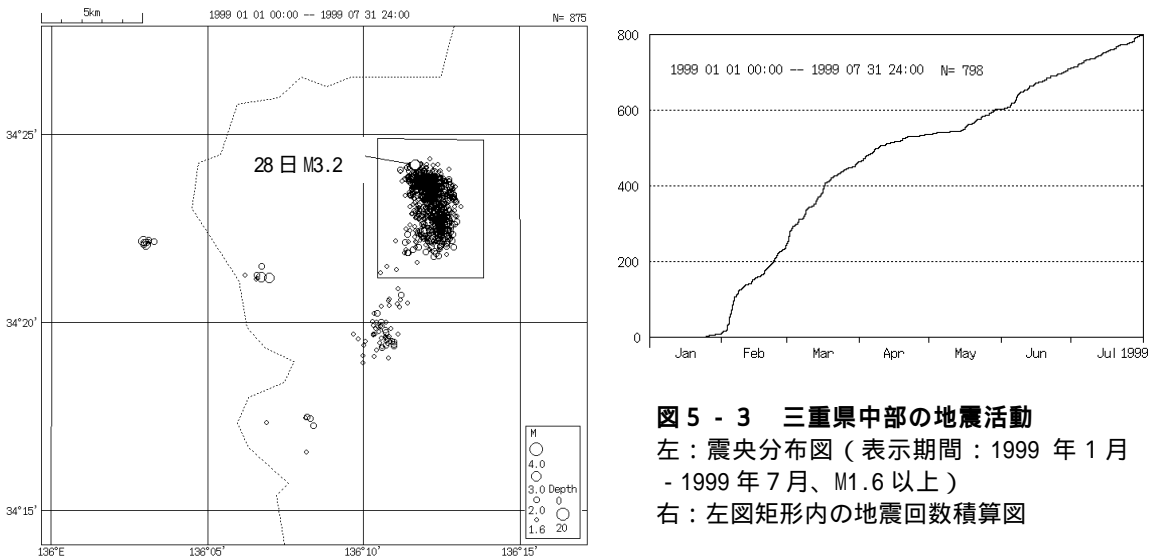 5km
1999 01 01 00:00 -- 1999 07 31 24:00
N= 875
34°25'
34°20'
34°15'
136°E
136°05'
136°10'
136°15'
28日 M3.2
M
4.0
3.0
2.0
1.6
Depth
0
20
800
600
400
200
0
1999 01 01 00:00 -- 1999 07 31 24:00 N= 798
Jan Feb Mar Apr May Jun Jul 1999
図5-3 三重県中部の地震活動
左:震央分布図(表示期間:1999 年1月
-1999年7月、M1.6以上)
右:左図矩形内の地震回数積算図